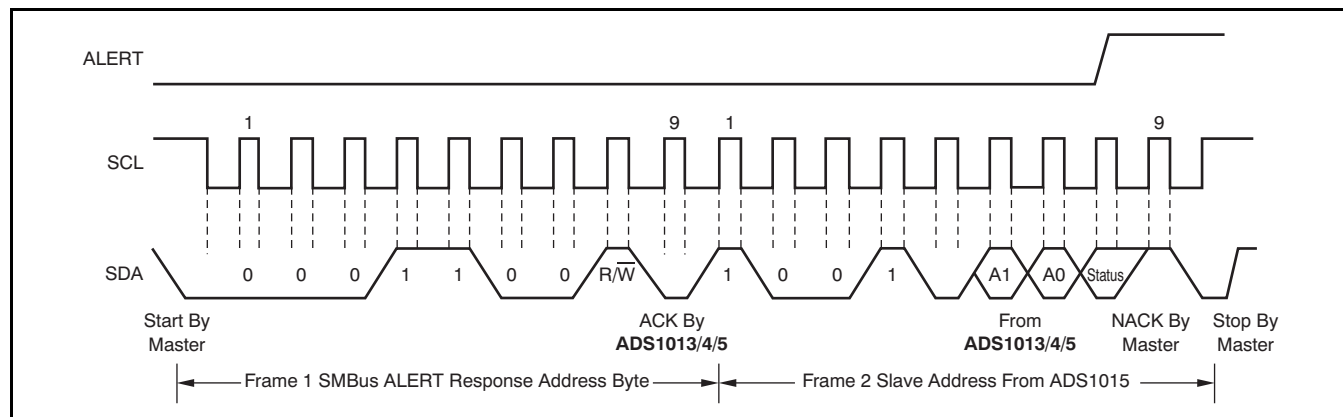 ALERT
1 9 1 9
SCL
SDA 0 0 0 1 1 0 0 R/W̅ 1 0 0 1 A1 A0 Status
Start By
Master
ACK By
ADS1013/4/5
From
ADS1013/4/5
NACK By
Master
Stop By
Master
Frame 1 SMBus ALERT Response Address Byte
Frame 2 Slave Address From ADS1015